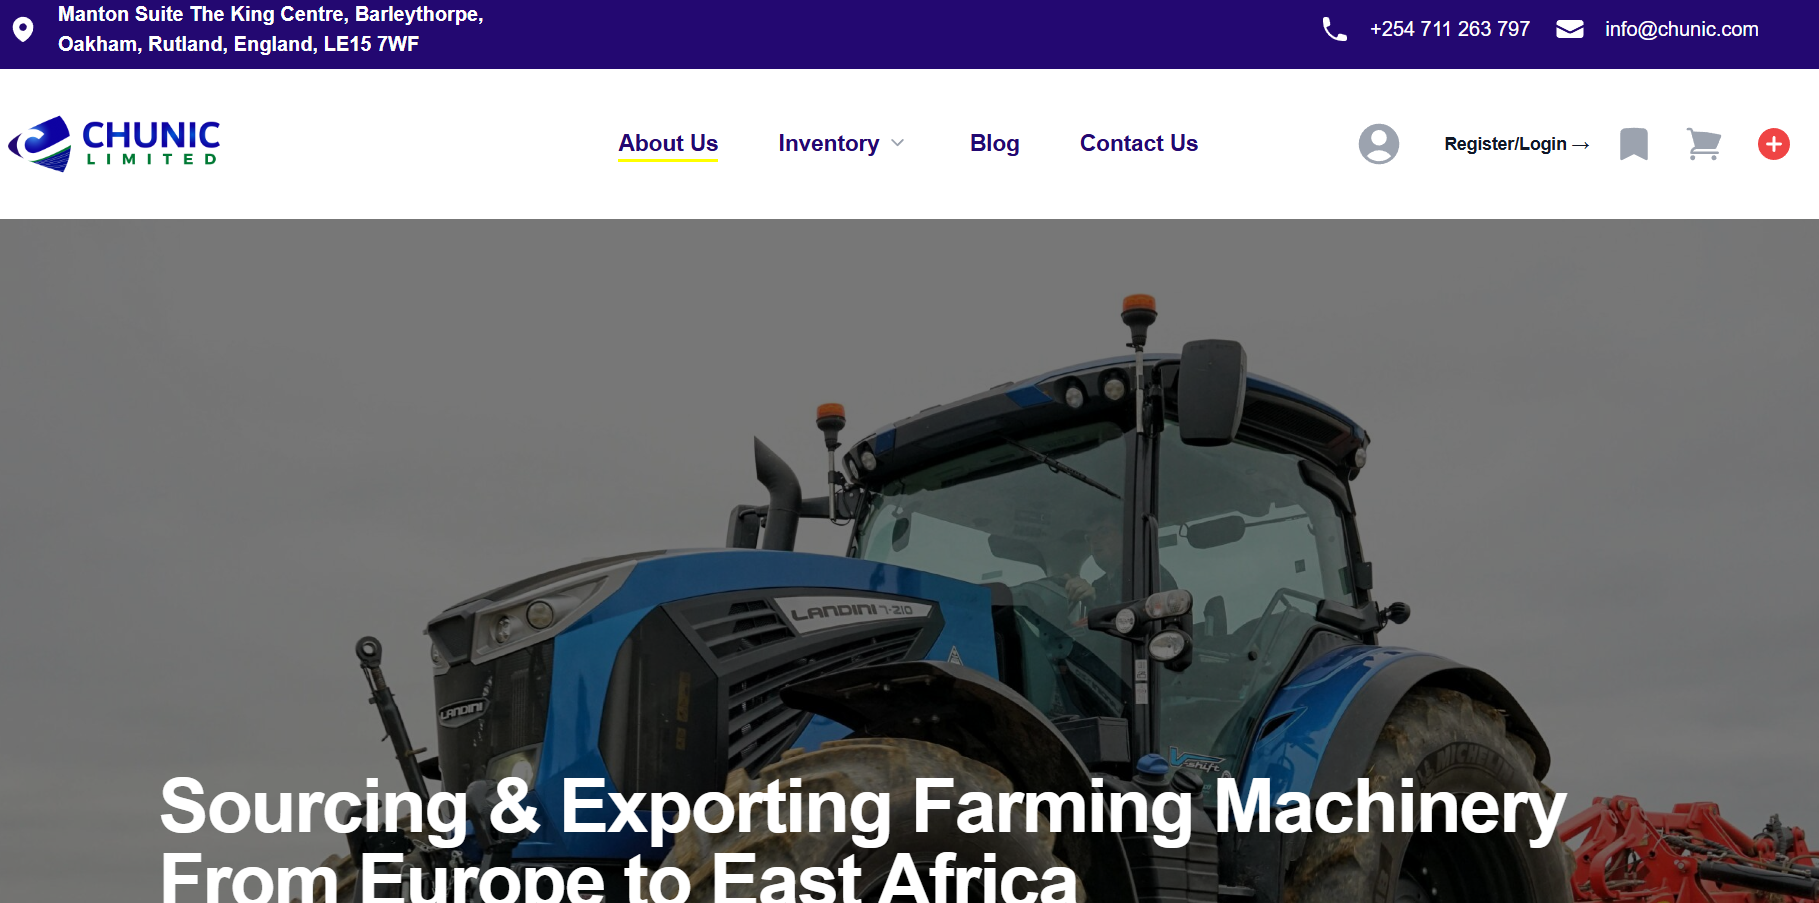 Manton Suite The King Centre, Barleythorpe,
Oakham, Rutland, England, LE15 7WF
+254 711 263 797
info@chunic.com
CHUNIC
LIMITED
About Us
Inventory
Blog
Contact Us
Register/Login →
LANDINI 7-210
LANDINI
V-shift
MICHELIN
Sourcing & Exporting Farming Machinery
From Europe to East Africa